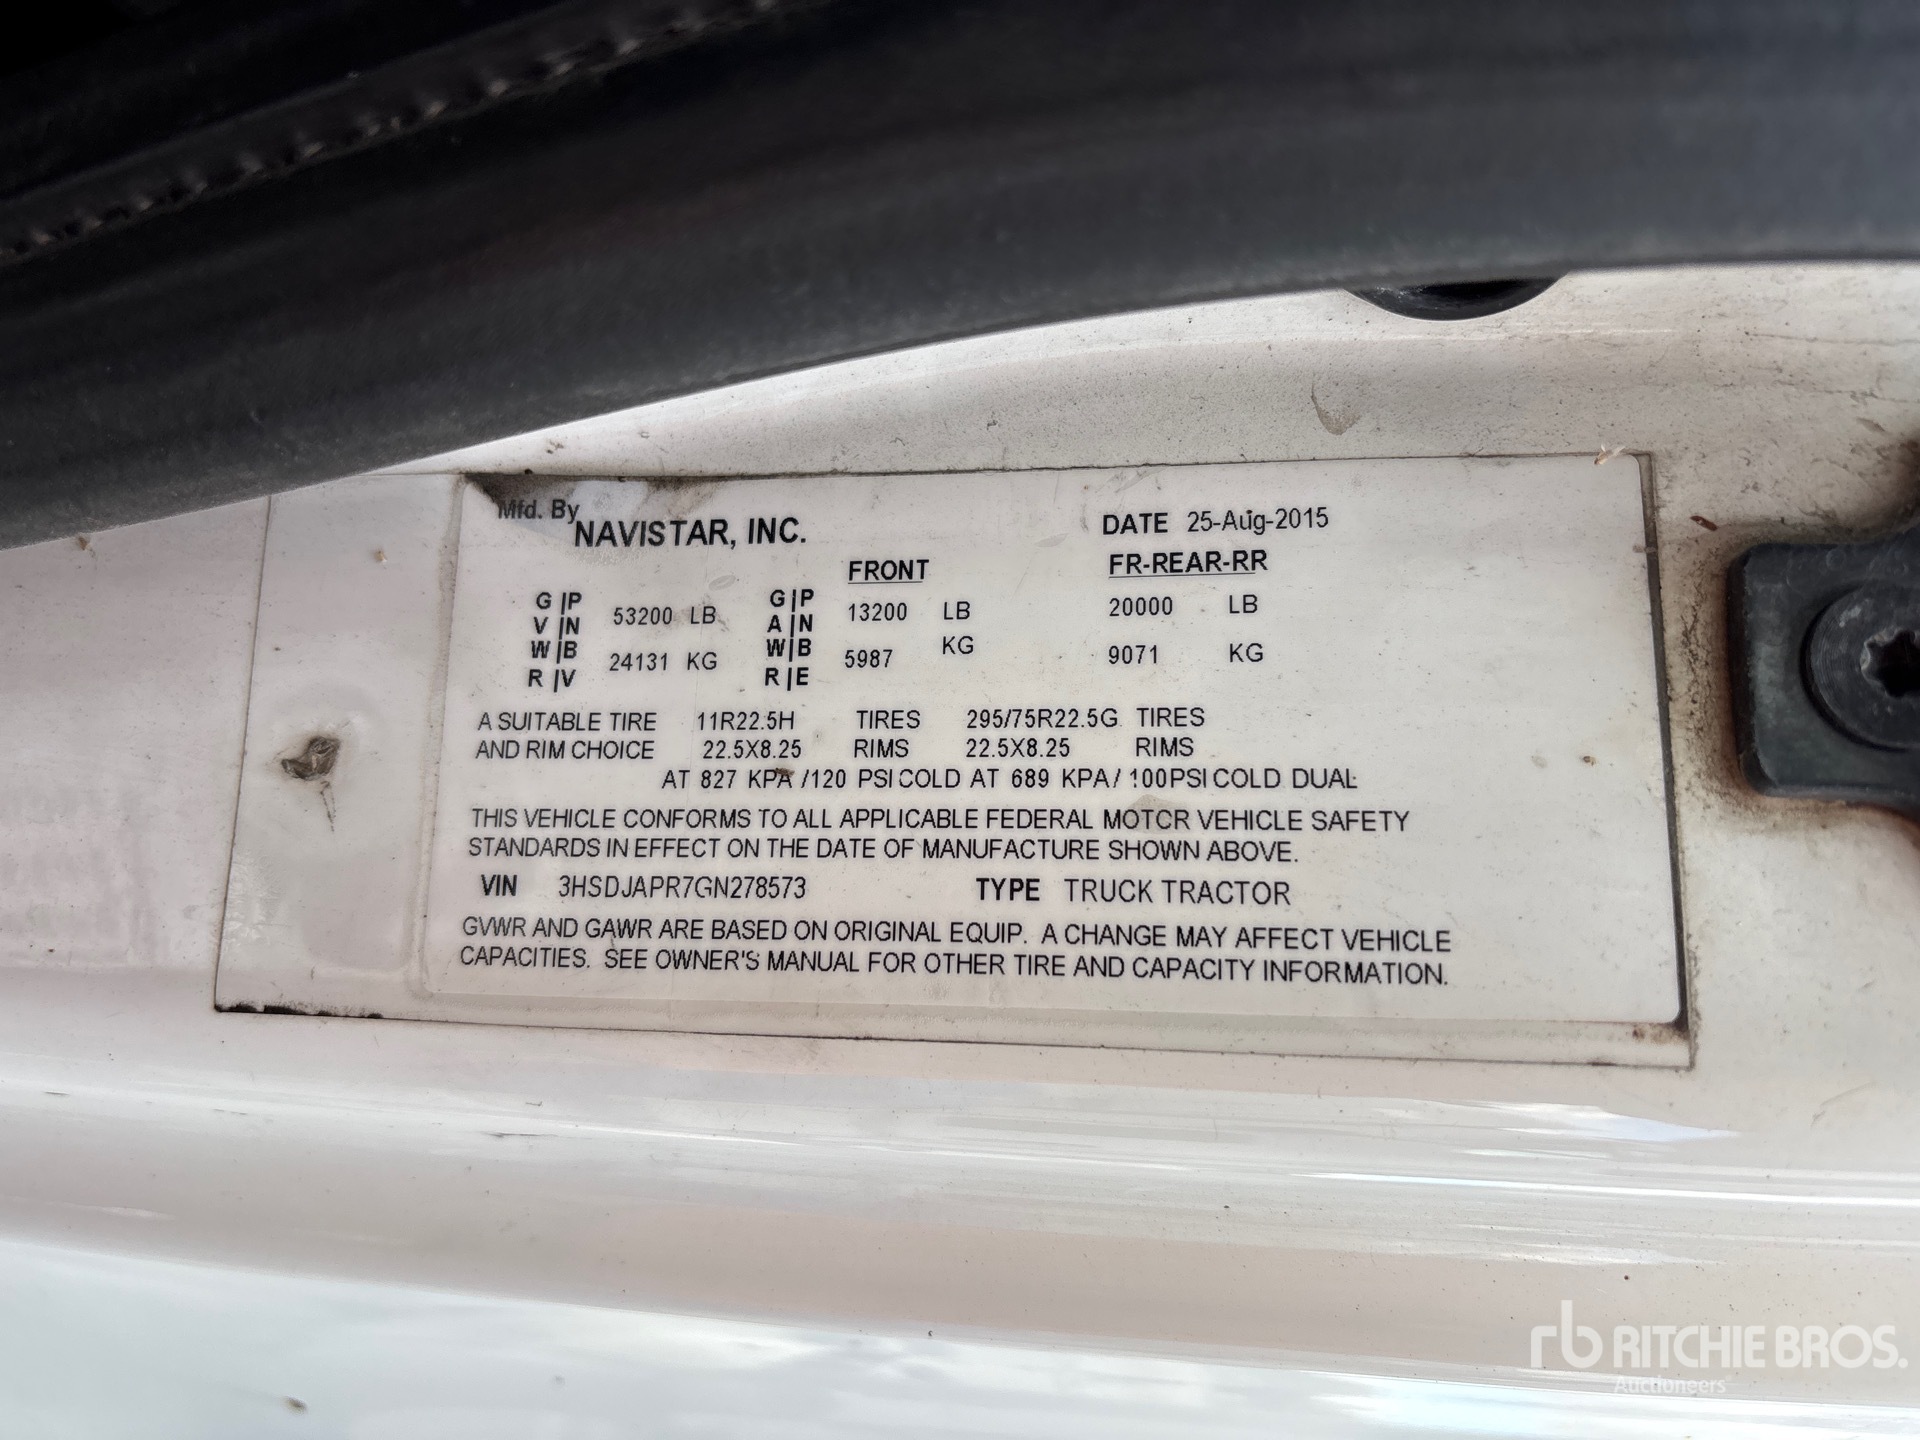 Mfd. By
NAVISTAR, INC.
DATE 25-Aug-2015
FRONT FR-REAR-RR
G|P 53200 LB G|P 13200 LB 20000 LB
V|N A|N
W|B 24131 KG W|B 5987 KG 9071 KG
R|V R|E
A SUITABLE TIRE 11R22.5H TIRES 295/75R22.5G TIRES
AND RIM CHOICE 22.5X8.25 RIMS 22.5X8.25 RIMS
AT 827 KPA /120 PSI COLD AT 689 KPA/ 100PSI COLD DUAL
THIS VEHICLE CONFORMS TO ALL APPLICABLE FEDERAL MOTOR VEHICLE SAFETY
STANDARDS IN EFFECT ON THE DATE OF MANUFACTURE SHOWN ABOVE.
VIN 3HSDJAPR7GN278573 TYPE TRUCK TRACTOR
GVWR AND GAWR ARE BASED ON ORIGINAL EQUIP. A CHANGE MAY AFFECT VEHICLE
CAPACITIES. SEE OWNER'S MANUAL FOR OTHER TIRE AND CAPACITY INFORMATION.
rb RITCHIE BROS.
Auctioneers